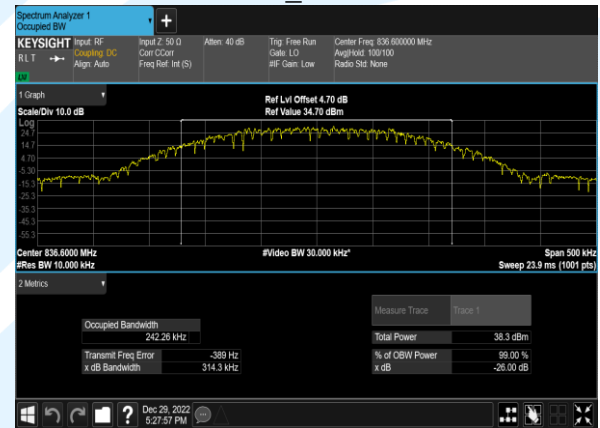 Spectrum Analyzer 1
Occupied BW
+
KEYSIGHT Input: RF Input Z: 50 Ω Atten: 40 dB Trig: Free Run Center Freq: 836.600000 MHz
RLT Coupling: DC Corr CCorr Gate: LO Avg|Hold: 100/100
Align: Auto Freq Ref: Int (S) #IF Gain: Low Radio Std: None
1 Graph
Ref Lvl Offset 4.70 dB
Scale/Div 10.0 dB Ref Value 34.70 dBm
Log
24.7
14.7
4.70
-5.30
-15.3
-25.3
-35.3
-45.3
-55.3
Center 836.6000 MHz #Video BW 30.000 kHz* Span 500 kHz
#Res BW 10.000 kHz Sweep 23.9 ms (1001 pts)
2 Metrics
Measure Trace Trace 1
Occupied Bandwidth
242.26 kHz Total Power 38.3 dBm
Transmit Freq Error -389 Hz % of OBW Power 99.00 %
x dB Bandwidth 314.3 kHz x dB -26.00 dB
? Dec 29, 2022
5:27:57 PM